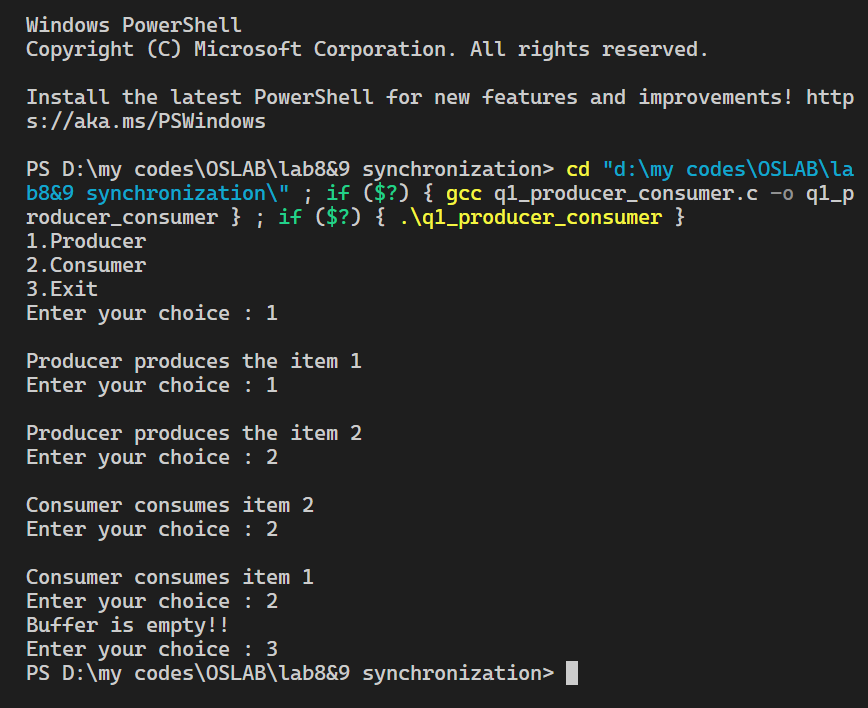 Windows PowerShell
Copyright (C) Microsoft Corporation. All rights reserved.
Install the latest PowerShell for new features and improvements! http
s://aka.ms/PSWindows
PS D:\my codes\OSLAB\lab8&9 synchronization> cd "d:\my codes\OSLAB\la
b8&9 synchronization\" ; if ($?) { gcc q1_producer_consumer.c -o q1_p
roducer_consumer } ; if ($?) { .\q1_producer_consumer }
1.Producer
2.Consumer
3.Exit
Enter your choice : 1
Producer produces the item 1
Enter your choice : 1
Producer produces the item 2
Enter your choice : 2
Consumer consumes item 2
Enter your choice : 2
Consumer consumes item 1
Enter your choice : 2
Buffer is empty!!
Enter your choice : 3
PS D:\my codes\OSLAB\lab8&9 synchronization>